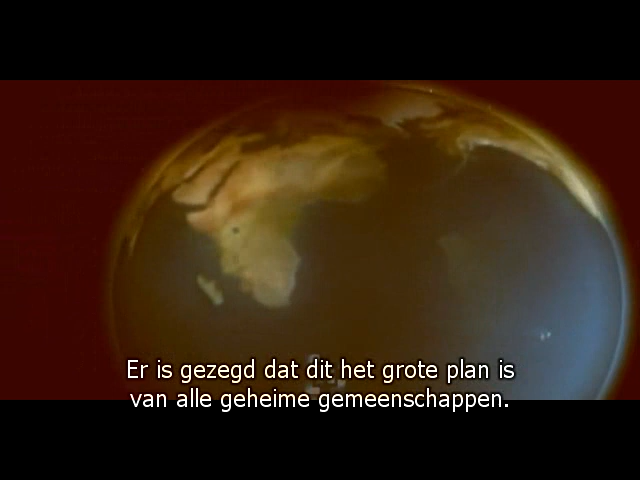 Er is gezegd dat dit het grote plan is
van alle geheime gemeenschappen.